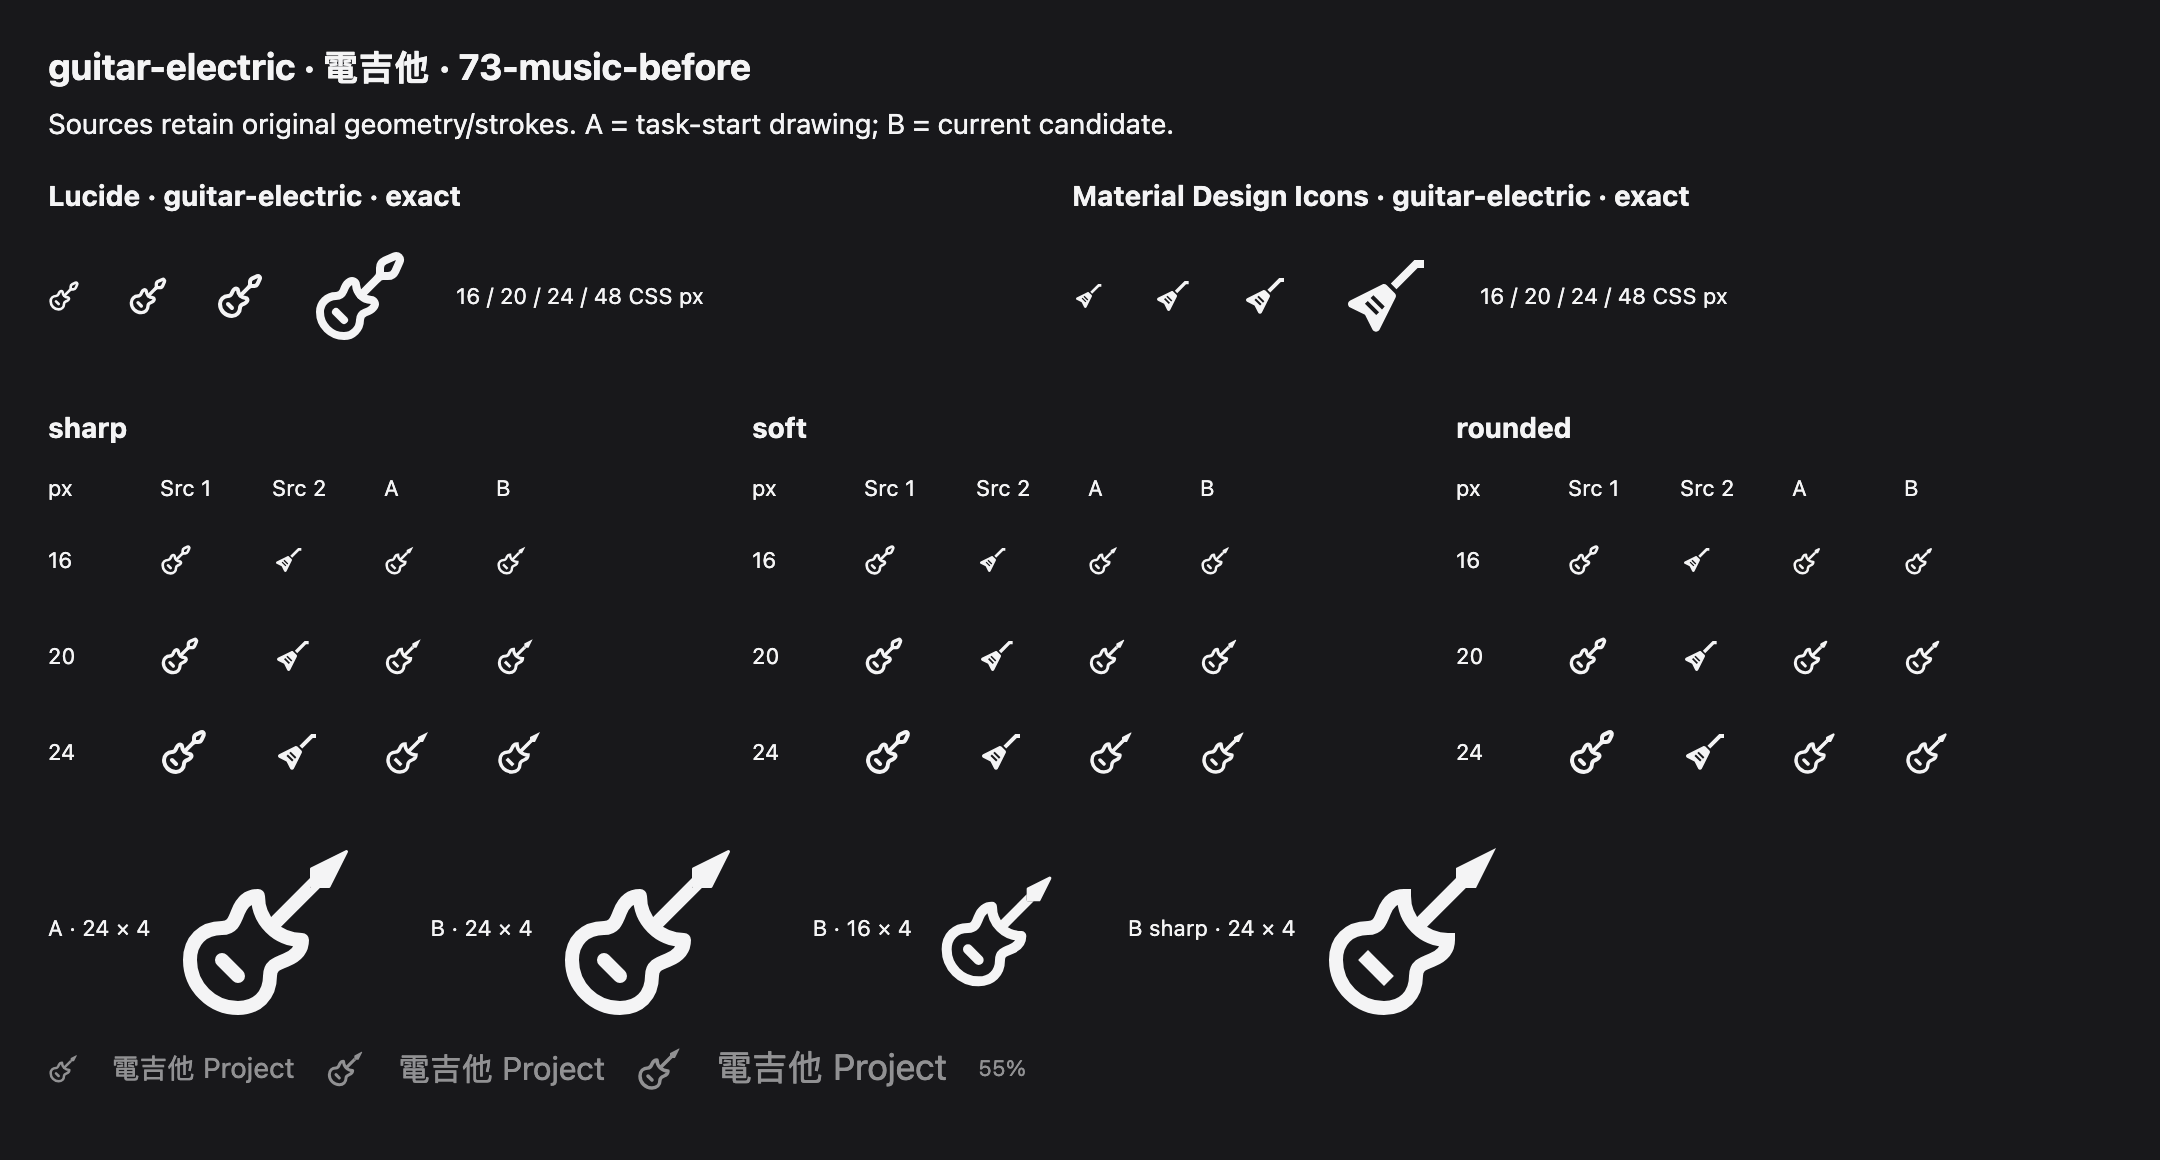 guitar-electric · 電吉他 · 73-music-before
Sources retain original geometry/strokes. A = task-start drawing; B = current candidate.
Lucide · guitar-electric · exact
Material Design Icons · guitar-electric · exact
16 / 20 / 24 / 48 CSS px
16 / 20 / 24 / 48 CSS px
sharp
px Src 1 Src 2 A B
16
20
24
soft
px Src 1 Src 2 A B
16
20
24
rounded
px Src 1 Src 2 A B
16
20
24
A · 24 × 4
B · 24 × 4
B · 16 × 4
B sharp · 24 × 4
電吉他 Project
電吉他 Project
電吉他 Project
55%